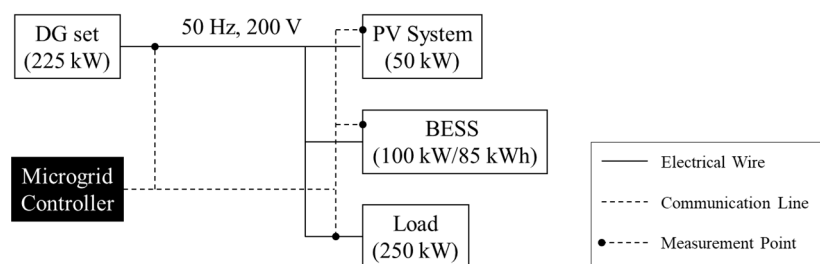 DG set
(225 kW)
50 Hz, 200 V
PV System
(50 kW)
BESS
(100 kW/85 kWh)
Microgrid
Controller
Load
(250 kW)
Electrical Wire
Communication Line
Measurement Point